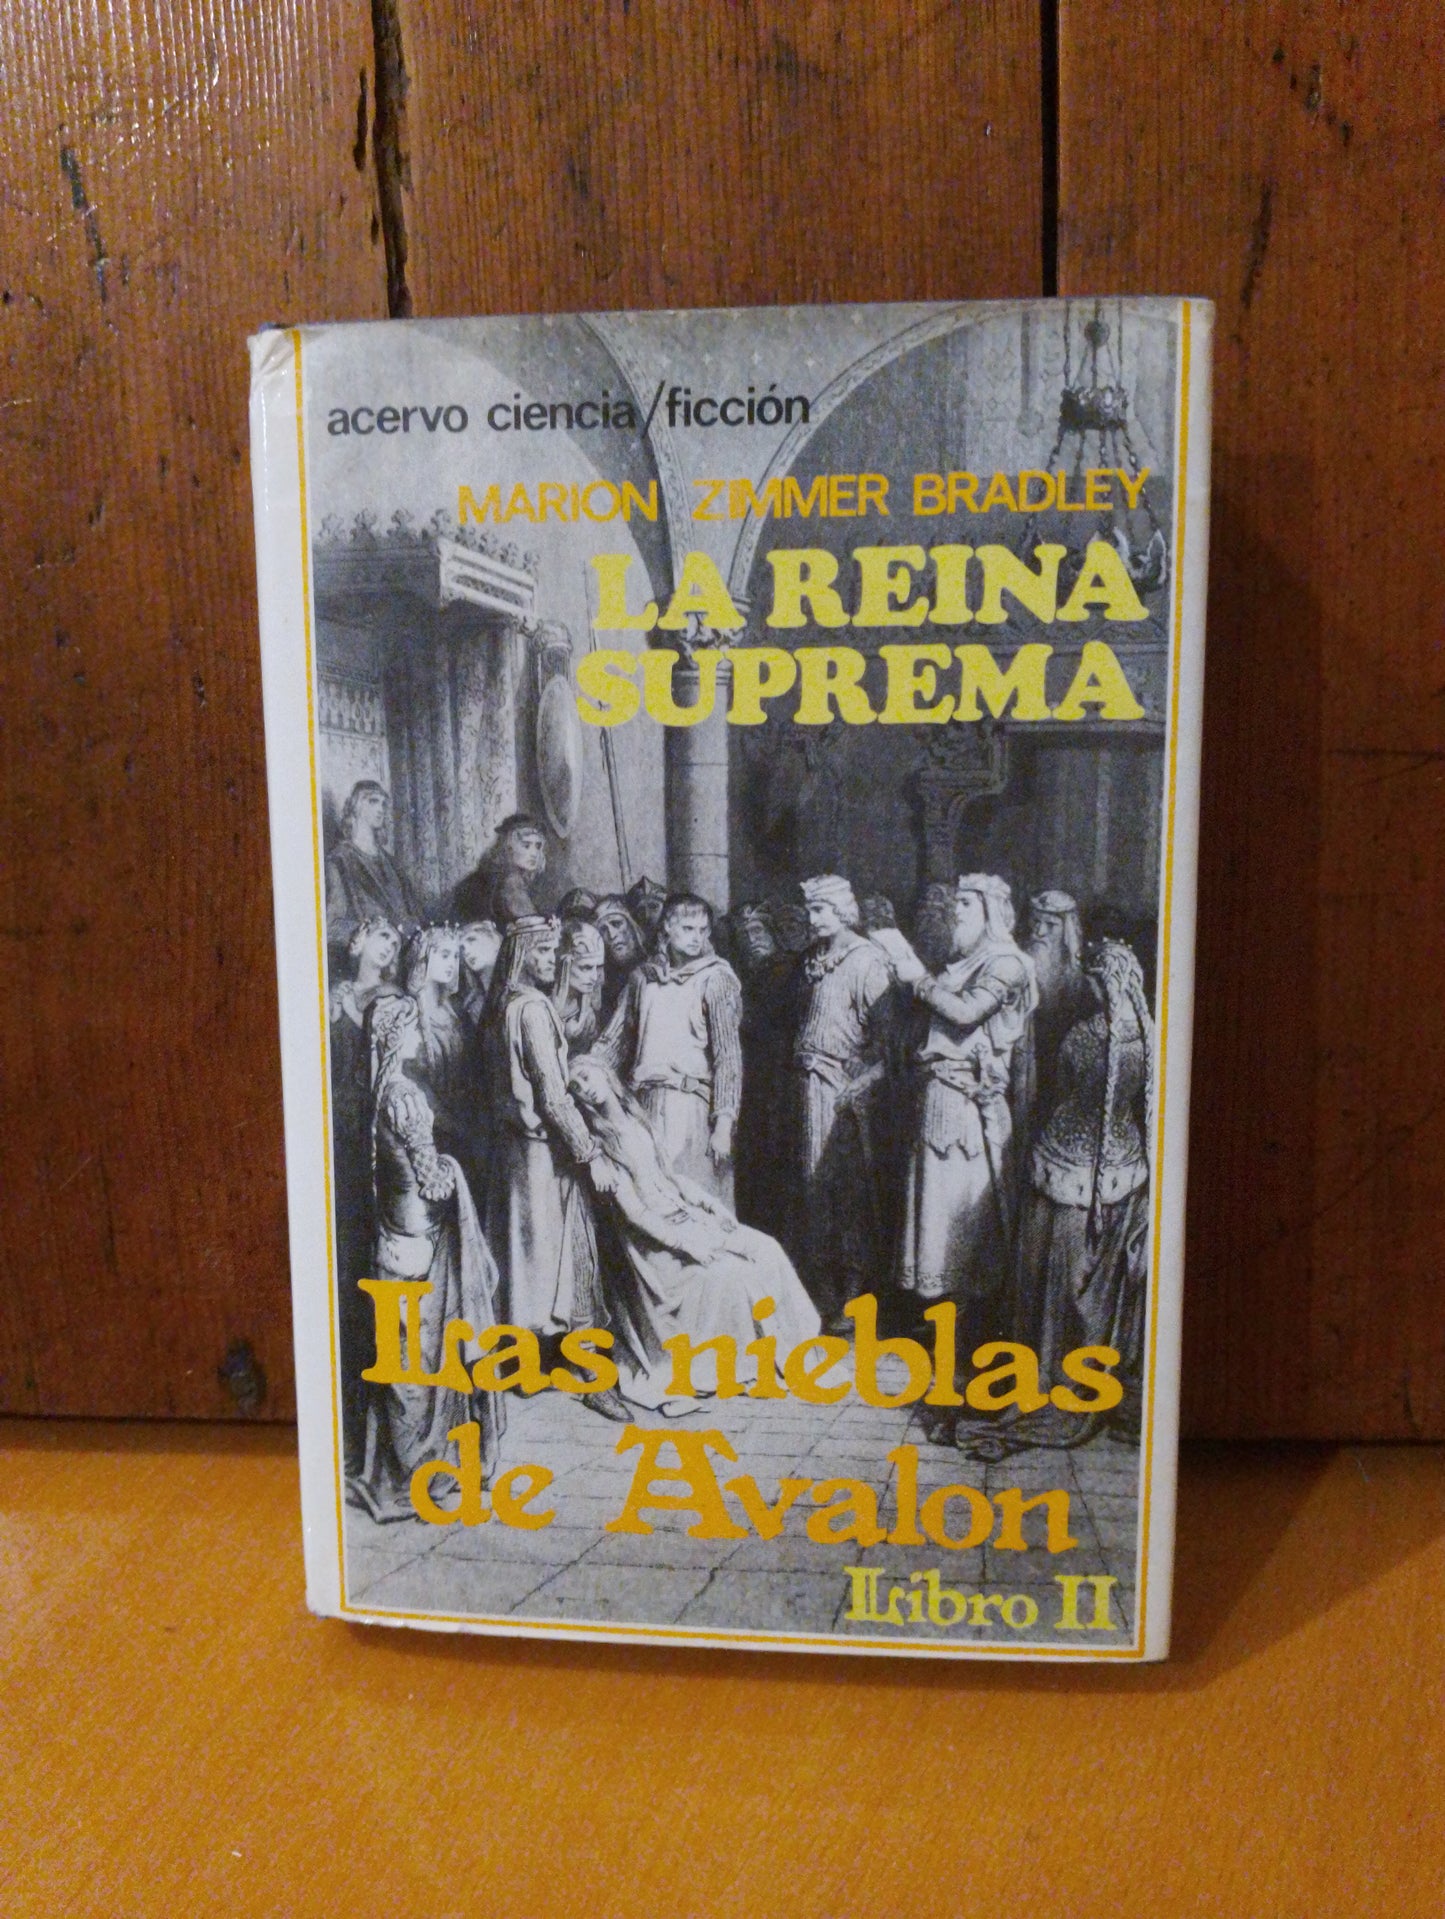 acervo ciencia/ficción
MARION ZIMMER BRADLEY
LA REINA
SUPREMA
Las nieblas
de Avalon
Libro II